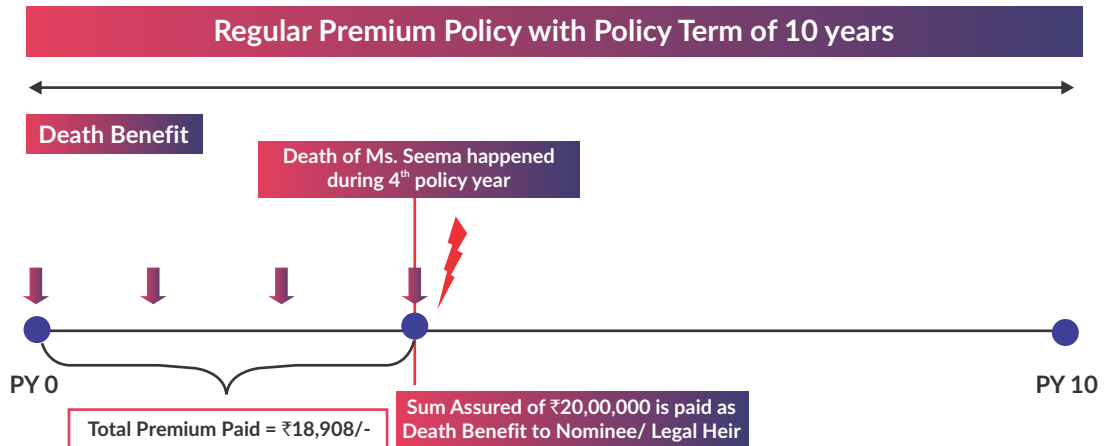 Regular Premium Policy with Policy Term of 10 years
Death Benefit
Death of Ms. Seema happened
during 4th policy year
PY 0
PY 10
Total Premium Paid = ₹18,908/-
Sum Assured of ₹20,00,000 is paid as
Death Benefit to Nominee/ Legal Heir